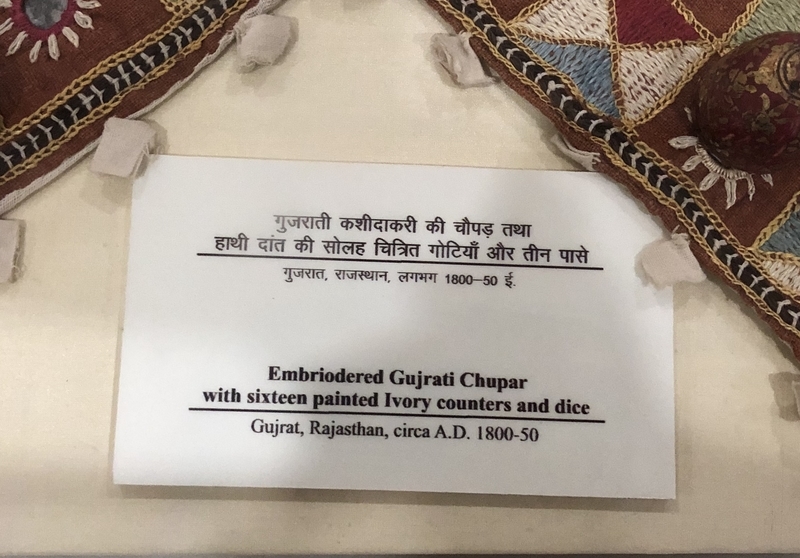 गुजराती कशीदाकरी की चौपड़ तथा
हाथी दांत की सोलह चित्रित गोटियाँ और तीन पासे
गुजरात, राजस्थान, लगभग 1800–50 ई.
Embriodered Gujrati Chupar
with sixteen painted Ivory counters and dice
Gujrat, Rajasthan, circa A.D. 1800-50